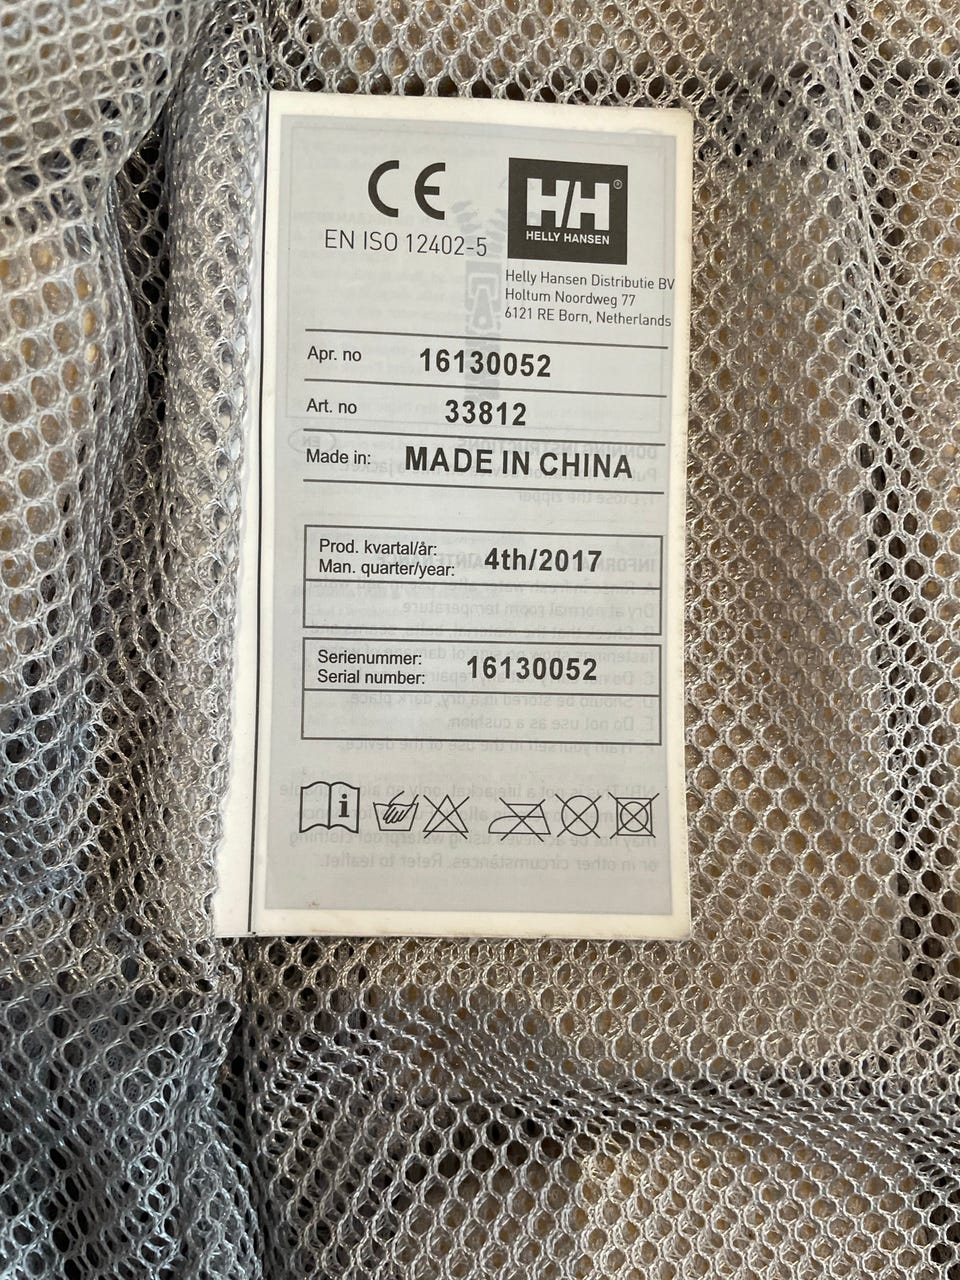 CE
EN ISO 12402-5
H/H®
HELLY HANSEN
Helly Hansen Distributie BV
Holtum Noordweg 77
6121 RE Born, Netherlands
Apr. no 16130052
Art. no 33812
Made in: MADE IN CHINA
Prod. kvartal/år:
Man. quarter/year: 4th/2017
Serienummer:
Serial number: 16130052
i